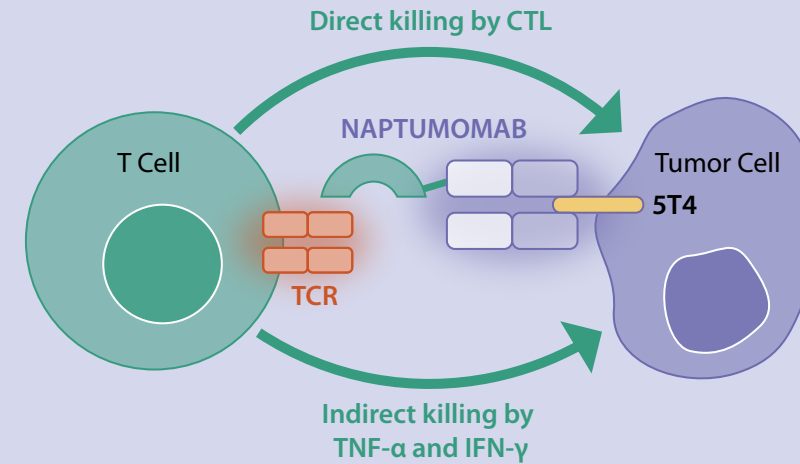 Direct killing by CTL
NAPTUMOMAB
T Cell
Tumor Cell
5T4
TCR
Indirect killing by
TNF-α and IFN-γ